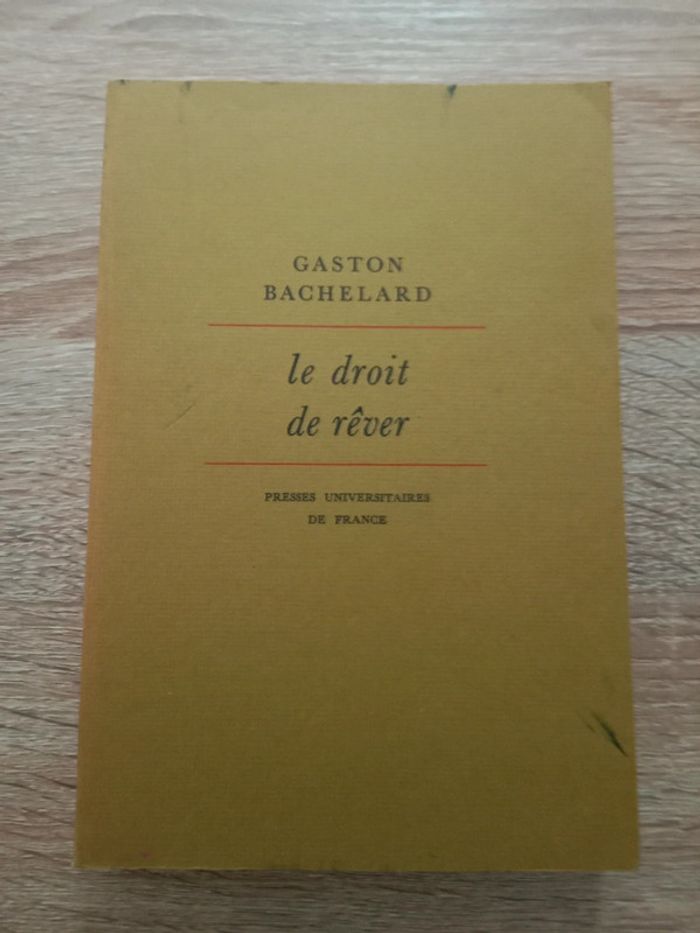 GASTON
BACHELARD
le droit
de rêver
PRESSES UNIVERSITAIRES
DE FRANCE